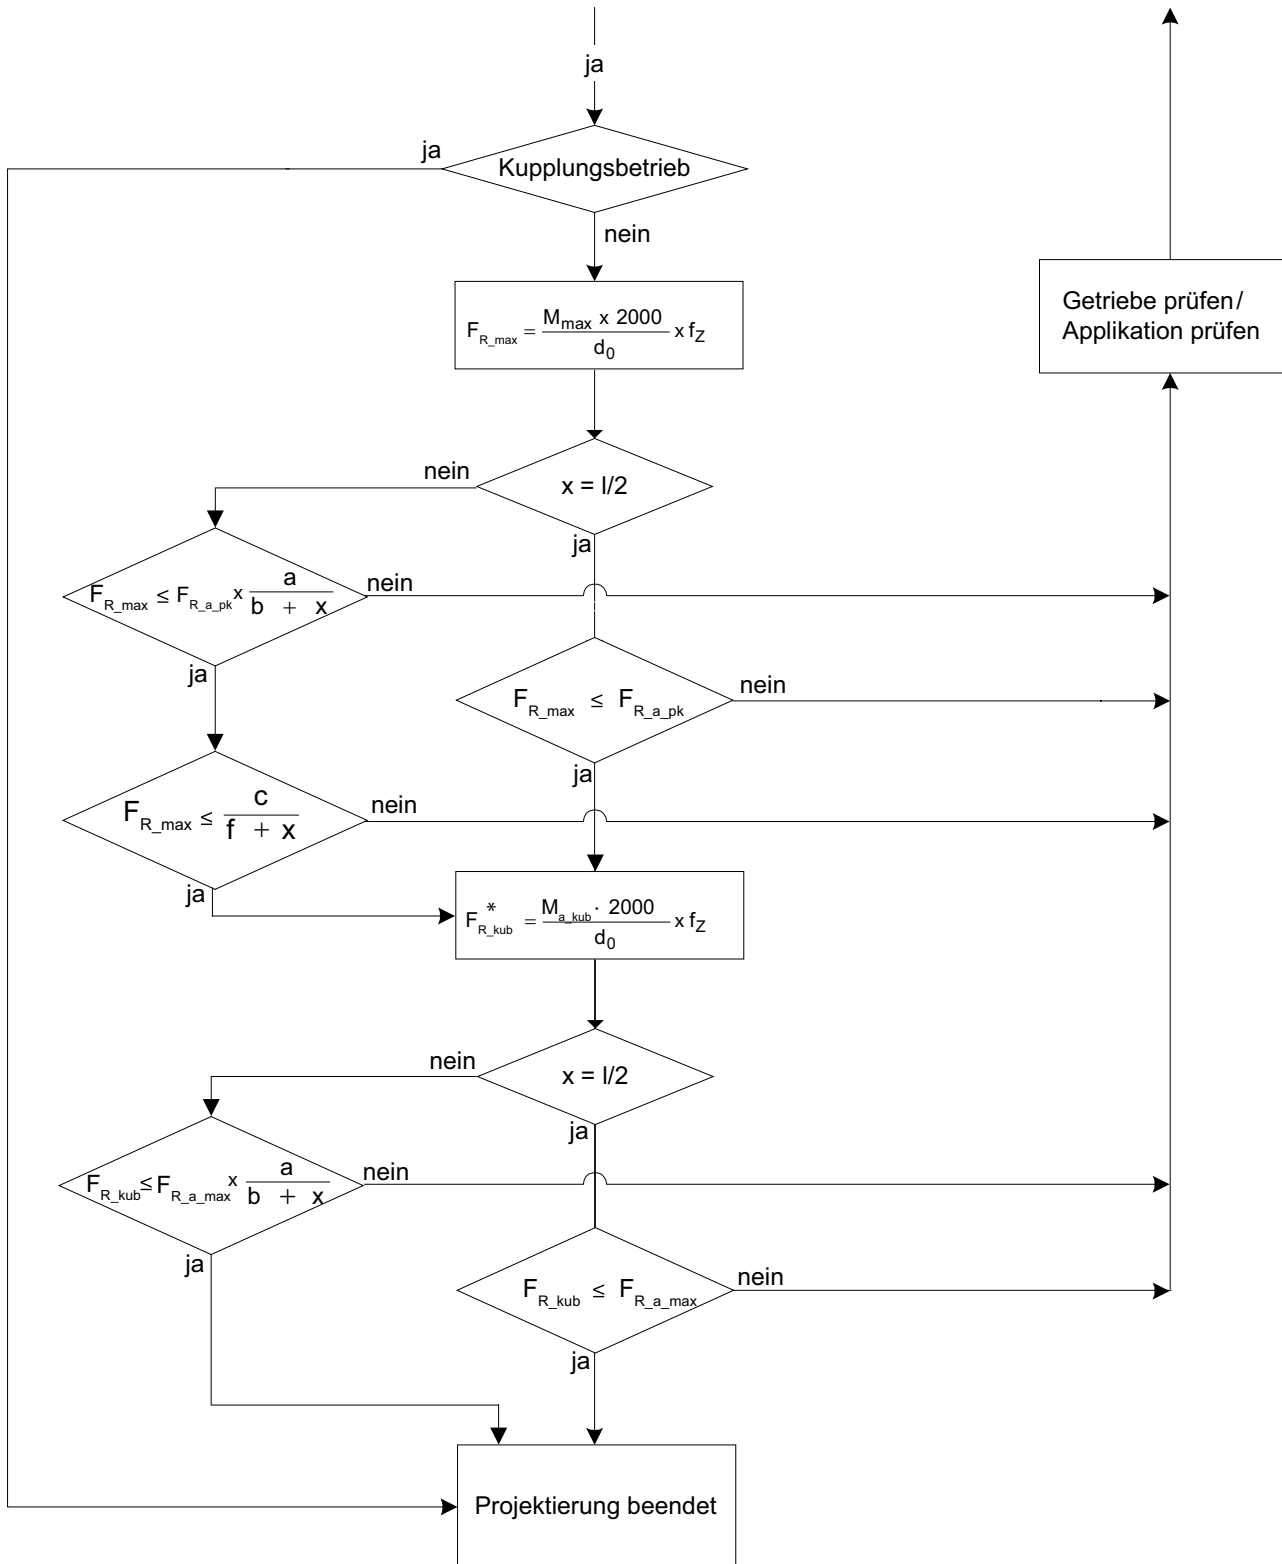 ja
ja
Kupplungsbetrieb
nein
Getriebe prüfen/
Applikation prüfen
F_R_max = M_max x 2000 / d_0 x f_Z
nein
x = l/2
ja
F_R_max ≤ F_R_a_pk x a / b + x
nein
ja
F_R_max ≤ F_R_a_pk
nein
ja
F_R_max ≤ c / f + x
nein
ja
F_R_kub * = M_a_kub · 2000 / d_0 x f_Z
nein
x = l/2
ja
F_R_kub ≤ F_R_a_max x a / b + x
nein
ja
F_R_kub ≤ F_R_a_max
nein
ja
Projektierung beendet